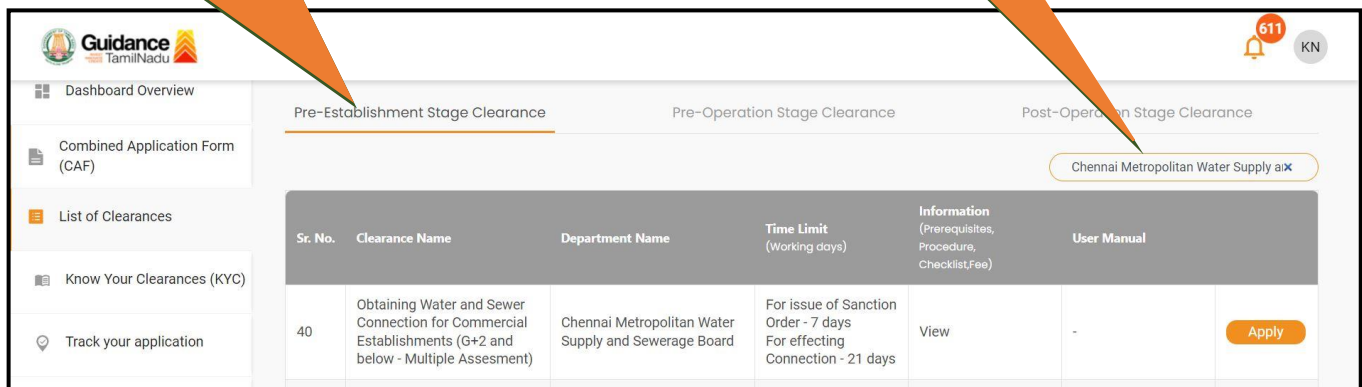 Guidance
TamilNadu
611
KN
Dashboard Overview
Combined Application Form
(CAF)
List of Clearances
Know Your Clearances (KYC)
Track your application
Pre-Establishment Stage Clearance
Pre-Operation Stage Clearance
Post-Operation Stage Clearance
Chennai Metropolitan Water Supply a
Sr. No.
Clearance Name
Department Name
Time Limit
(Working days)
Information
(Prerequisites,
Procedure,
Checklist,Fee)
User Manual
40
Obtaining Water and Sewer
Connection for Commercial
Establishments (G+2 and
below - Multiple Assesment)
Chennai Metropolitan Water
Supply and Sewerage Board
For issue of Sanction
Order - 7 days
For effecting
Connection - 21 days
View
-
Apply